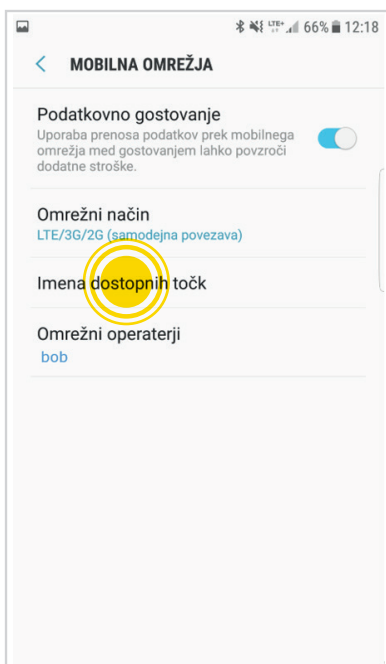 LTE+ 66% 12:18
MOBILNA OMREŽJA
Podatkovno gostovanje
Uporaba prenosa podatkov prek mobilnega
omrežja med gostovanjem lahko povzroči
dodatne stroške.
Omrežni način
LTE/3G/2G (samodejna povezava)
Imena dostopnih točk
Omrežni operaterji
bob